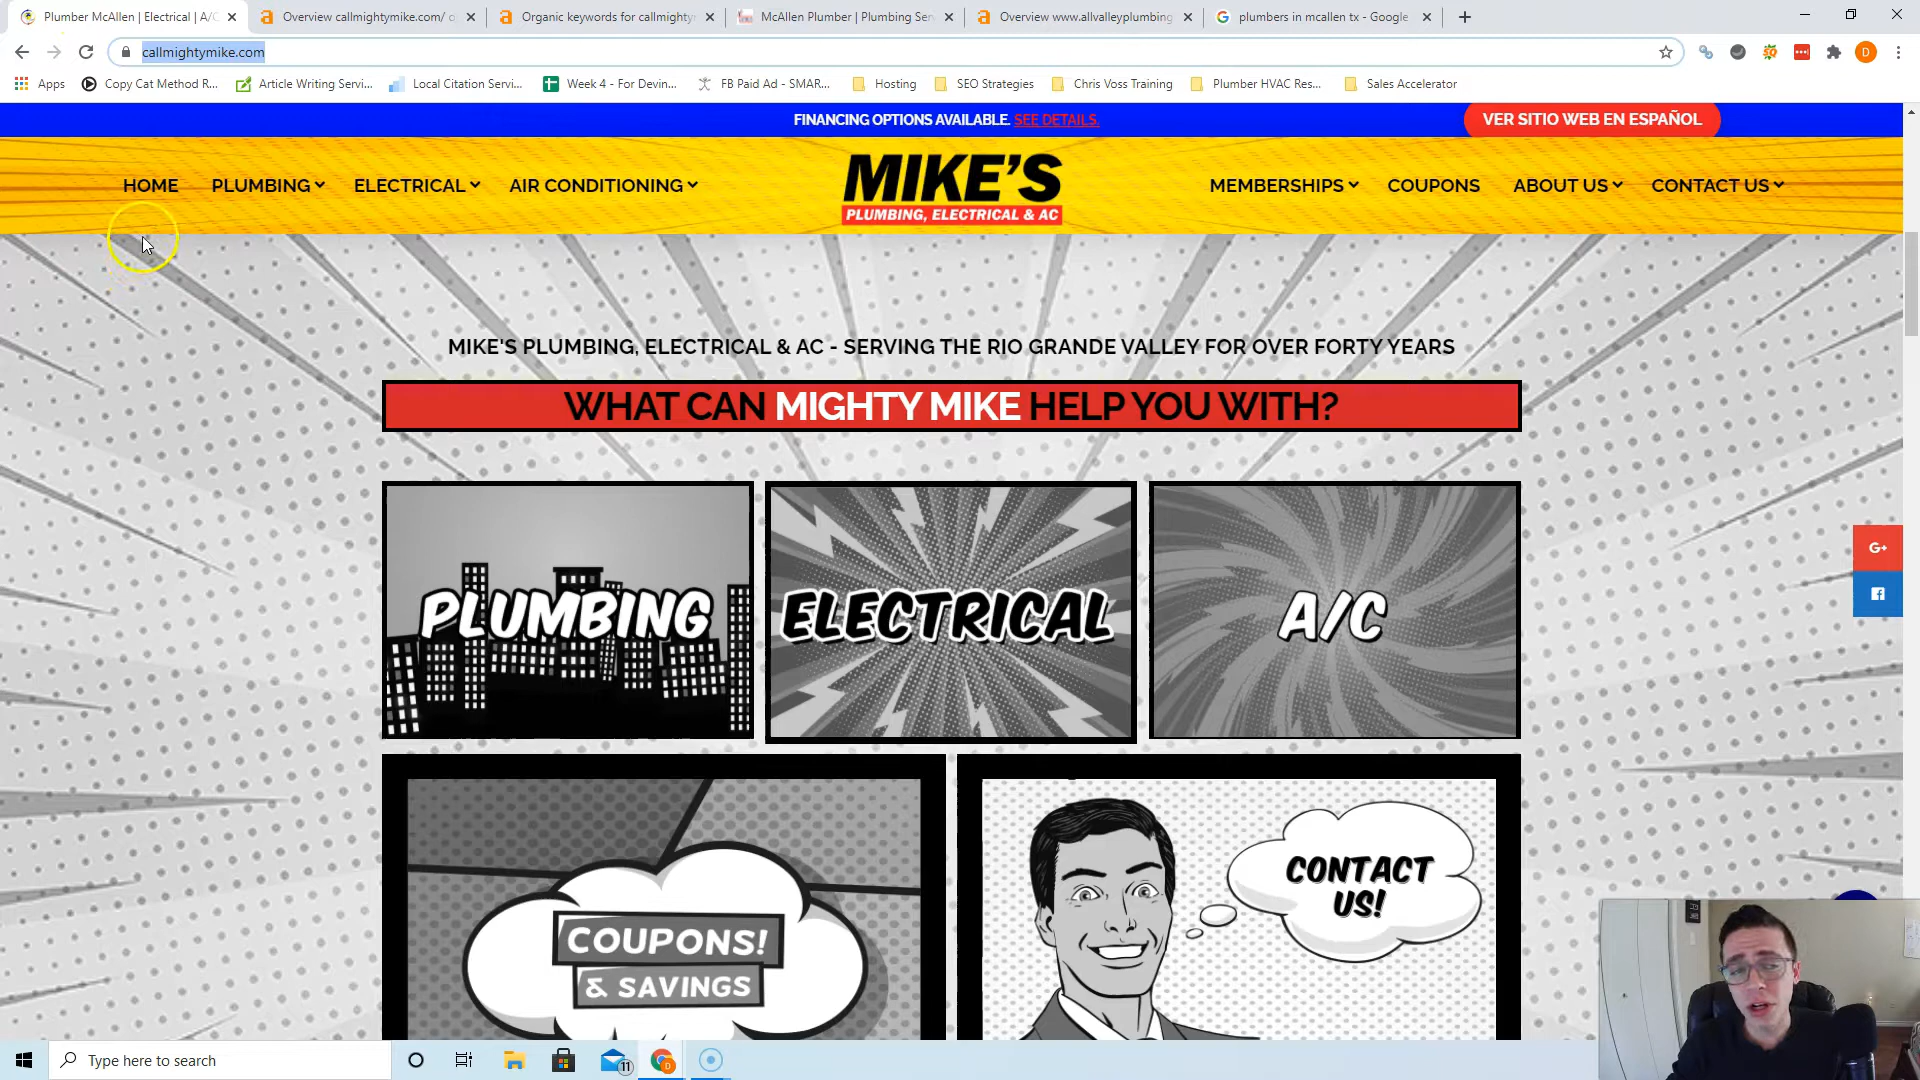 Plumber McAllen | Electrical | A/C
Overview callmightymike.com/ o
Organic keywords for callmighty
McAllen Plumber | Plumbing Ser
Overview www.allvalleyplumbing
plumbers in mcallen tx - Google
callmightymike.com
D
Apps
Copy Cat Method R...
Article Writing Servi...
Local Citation Servi...
Week 4 - For Devin...
FB Paid Ad - SMAR...
Hosting
SEO Strategies
Chris Voss Training
Plumber HVAC Res...
Sales Accelerator
FINANCING OPTIONS AVAILABLE. SEE DETAILS.
VER SITIO WEB EN ESPAÑOL
HOME
PLUMBING
ELECTRICAL
AIR CONDITIONING
MIKE'S
PLUMBING, ELECTRICAL & AC
MEMBERSHIPS
COUPONS
ABOUT US
CONTACT US
MIKE'S PLUMBING, ELECTRICAL & AC - SERVING THE RIO GRANDE VALLEY FOR OVER FORTY YEARS
WHAT CAN MIGHTY MIKE HELP YOU WITH?
PLUMBING
ELECTRICAL
A/C
G+
COUPONS!
& SAVINGS
CONTACT
US!
Type here to search
11
D